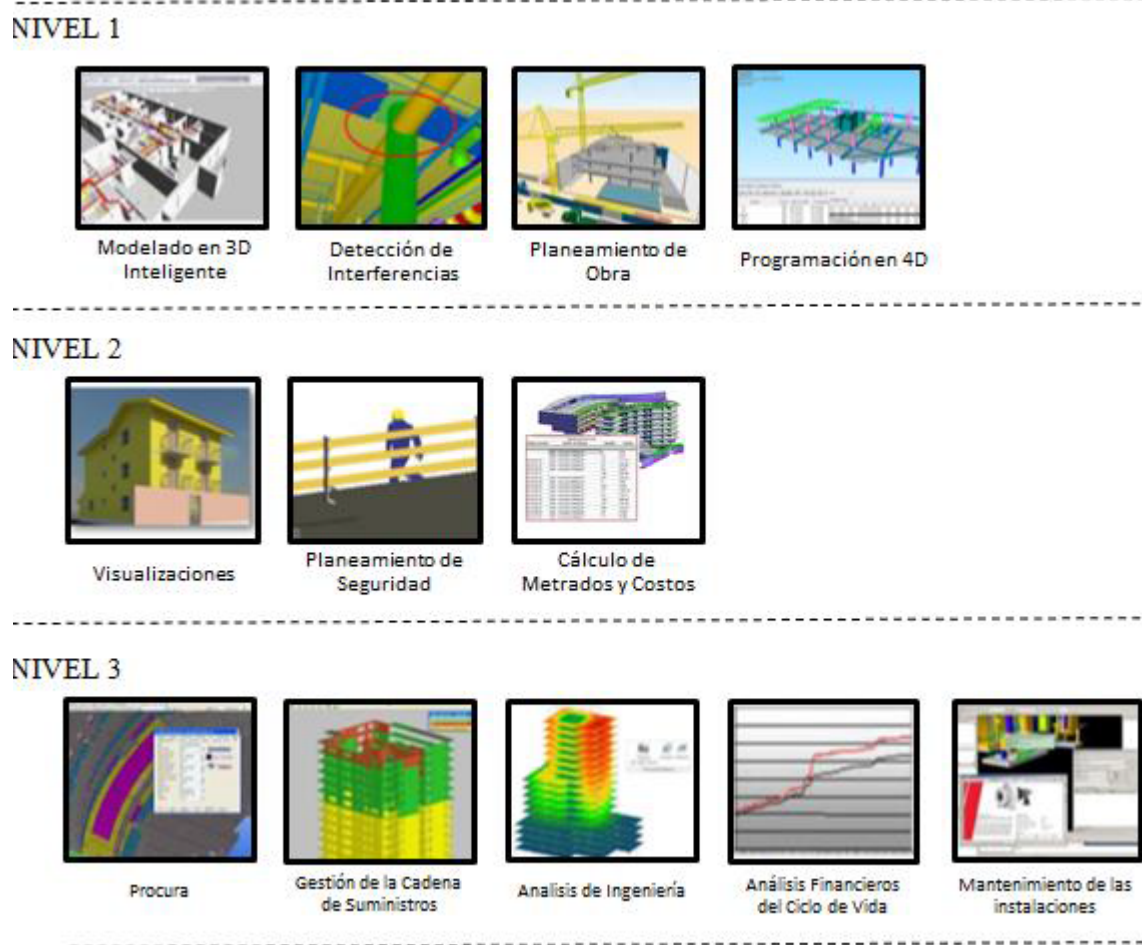 NIVEL 1
Modelado en 3D
Inteligente
Detección de
Interferencias
Planeamiento de
Obra
Programación en 4D
NIVEL 2
Visualizaciones
Planeamiento de
Seguridad
Cálculo de
Metrados y Costos
NIVEL 3
Procura
Gestión de la Cadena
de Suministros
Analisis de Ingeniería
Análisis Financieros
del Ciclo de Vida
Mantenimiento de las
instalaciones